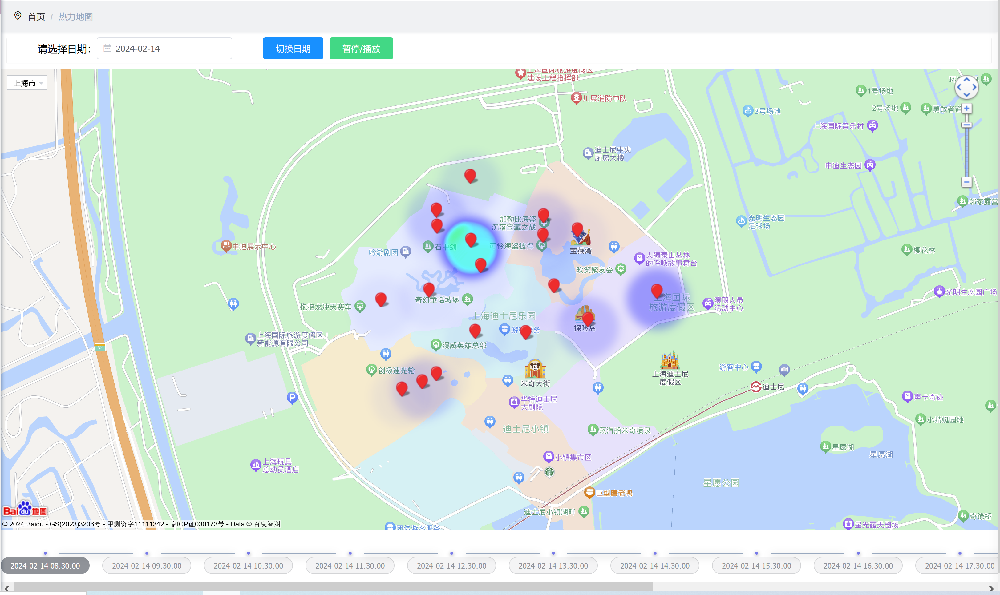 首页 / 热力地图
请选择日期： 2024-02-14 切换日期 暂停/播放
上海市
上海国际旅游度假区
建设工程指挥部
川展消防中队
1号场地
2号场地
勇敢者道
3号场地
上海国际音乐村
迪士尼中央
厨房大楼
申迪生态园
邻家露营
加勒比海盗
沉落宝藏之战
光明生态园
足球场
申迪展示中心
石中剑
可怜海盗彼得
吟游剧团
宝藏湾
樱花林
人猿泰山丛林
的呼唤故事舞台
欢笑聚友会
光明生态园广场
奇幻童话城堡
抱抱龙冲天赛车
上海国际
旅游度假区
演职人员
活动中心
上海迪士尼乐园
探险岛
游客服务
上海国际旅游度假区
新能源有限公司
漫威英雄总部
S2
创极速光轮
米奇大街
上海迪士尼
度假区
游客中心
ATM
迪士尼
P
华特迪士尼
大剧院
声卡奇迹
小蜻蜓园地
迪士尼小镇
蒸汽船米奇喷泉
星愿湖
星愿湖
小镇集市区
上海玩具
总动员酒店
星愿公园
巨型唐老鸭
迪士尼小镇湖畔
奇缘桥
星光露天剧场
团体游客服务
Bai du 地图
© 2024 Baidu - GS(2023)3206号 - 甲测资字11111342 - 京ICP证030173号 - Data © 百度智图
2024-02-14 08:30:00
2024-02-14 09:30:00
2024-02-14 10:30:00
2024-02-14 11:30:00
2024-02-14 12:30:00
2024-02-14 13:30:00
2024-02-14 14:30:00
2024-02-14 15:30:00
2024-02-14 16:30:00
2024-02-14 17:30:00